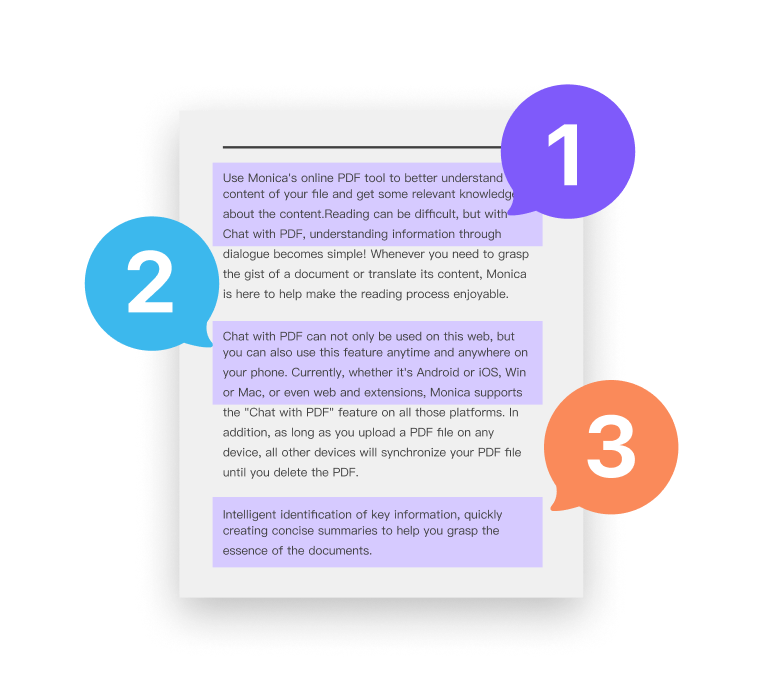 1
Use Monica's online PDF tool to better understand
content of your file and get some relevant knowledge
about the content.Reading can be difficult, but with
Chat with PDF, understanding information through
dialogue becomes simple! Whenever you need to grasp
the gist of a document or translate its content, Monica
is here to help make the reading process enjoyable.
2
Chat with PDF can not only be used on this web, but
you can also use this feature anytime and anywhere on
your phone. Currently, whether it's Android or iOS, Win
or Mac, or even web and extensions, Monica supports
the "Chat with PDF" feature on all those platforms. In
addition, as long as you upload a PDF file on any
device, all other devices will synchronize your PDF file
until you delete the PDF.
3
Intelligent identification of key information, quickly
creating concise summaries to help you grasp the
essence of the documents.